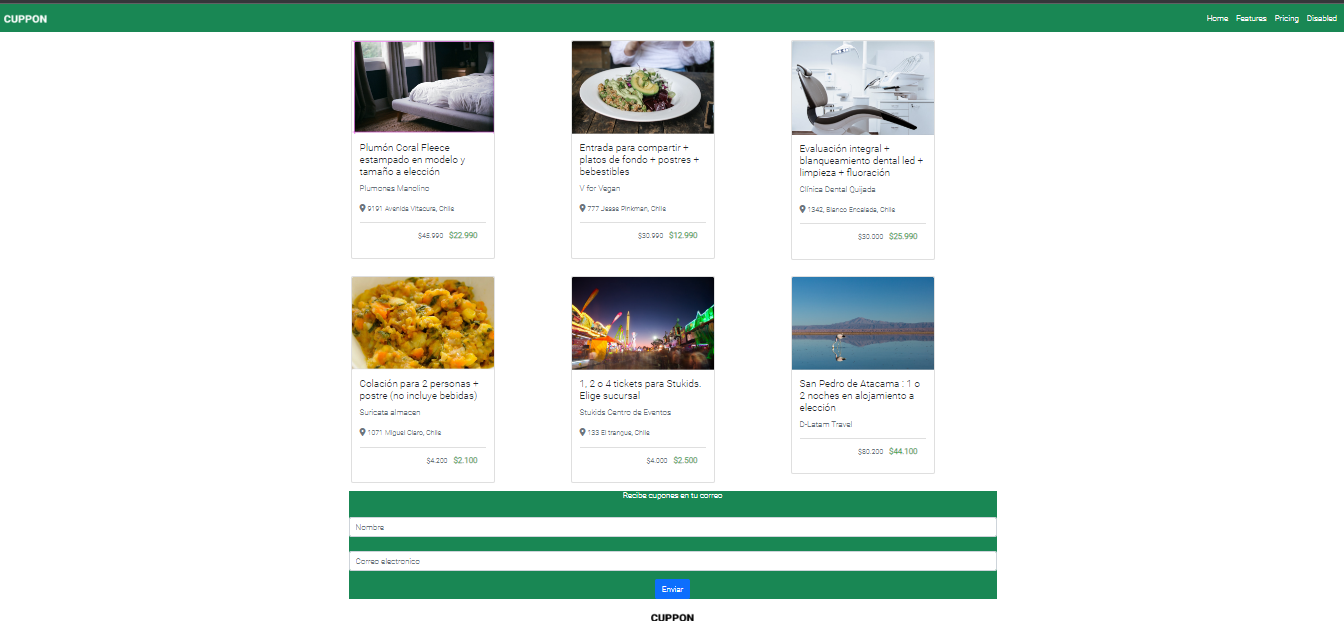 CUPPON
Home Features Pricing Disabled
Plumón Coral Fleece
estampado en modelo y
tamaño a elección
Plumones Manolino
9191 Avenida Vitacura, Chile
$45.990 $22.990
Entrada para compartir +
platos de fondo + postres +
bebestibles
V for Vegan
777 Jesse Pinkman, Chile
$30.990 $12.990
Evaluación integral +
blanqueamiento dental led +
limpieza + fluoración
Clínica Dental Quijada
1342, Blanco Encalada, Chile
$30.000 $25.990
Colación para 2 personas +
postre (no incluye bebidas)
Suricata almacen
1071 Miguel Claro, Chile
$4.200 $2.100
1, 2 o 4 tickets para Stukids.
Elige sucursal
Stukids Centro de Eventos
133 El trangue, Chile
$4.000 $2.500
San Pedro de Atacama : 1 o
2 noches en alojamiento a
elección
D-Latam Travel
$80.200 $44.100
Recibe cupones en tu correo
Nombre
Correo electronico
Enviar
CUPPON